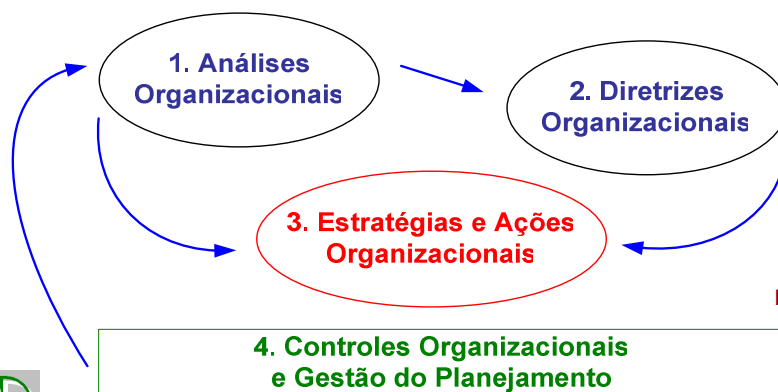 1. Análises
Organizacionais
2. Diretrizes
Organizacionais
3. Estratégias e Ações
Organizacionais
4. Controles Organizacionais
e Gestão do Planejamento